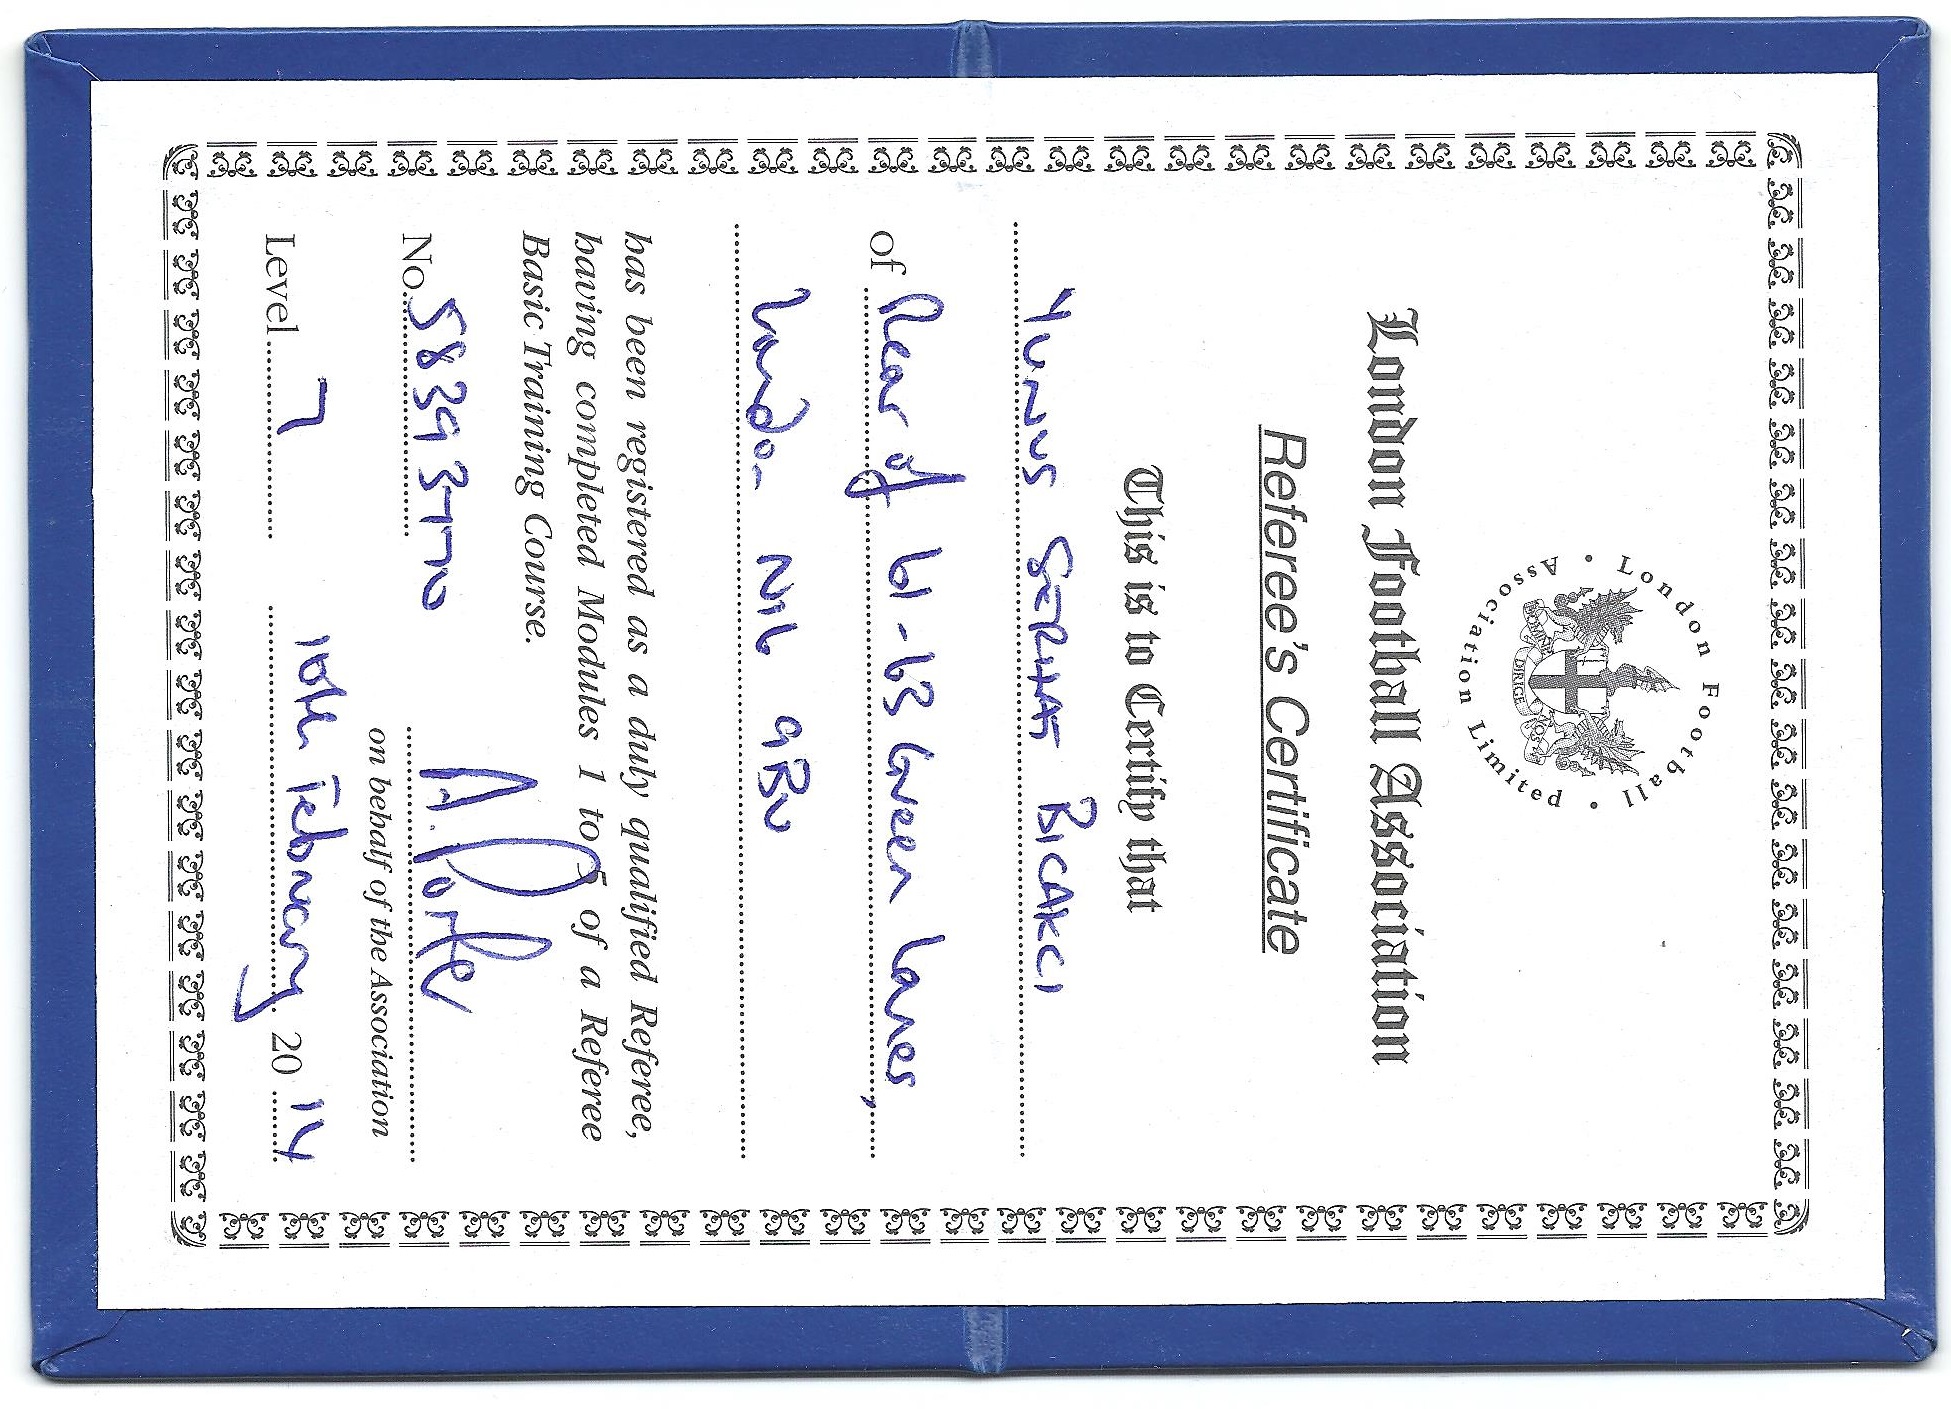 London Football
Association Limited
DOMINE DIRIGE NOS
London Football Association
Referee's Certificate
This is to Certify that
YUNUS SERHAT BICAKCI
of Rear of 61-63 Green Lanes,
London N16 9BU
has been registered as a duly qualified Referee,
having completed Modules 1 to 5 of a Referee
Basic Training Course.
No. 58393770 A. Porter
on behalf of the Association
Level 7 10th February 2014